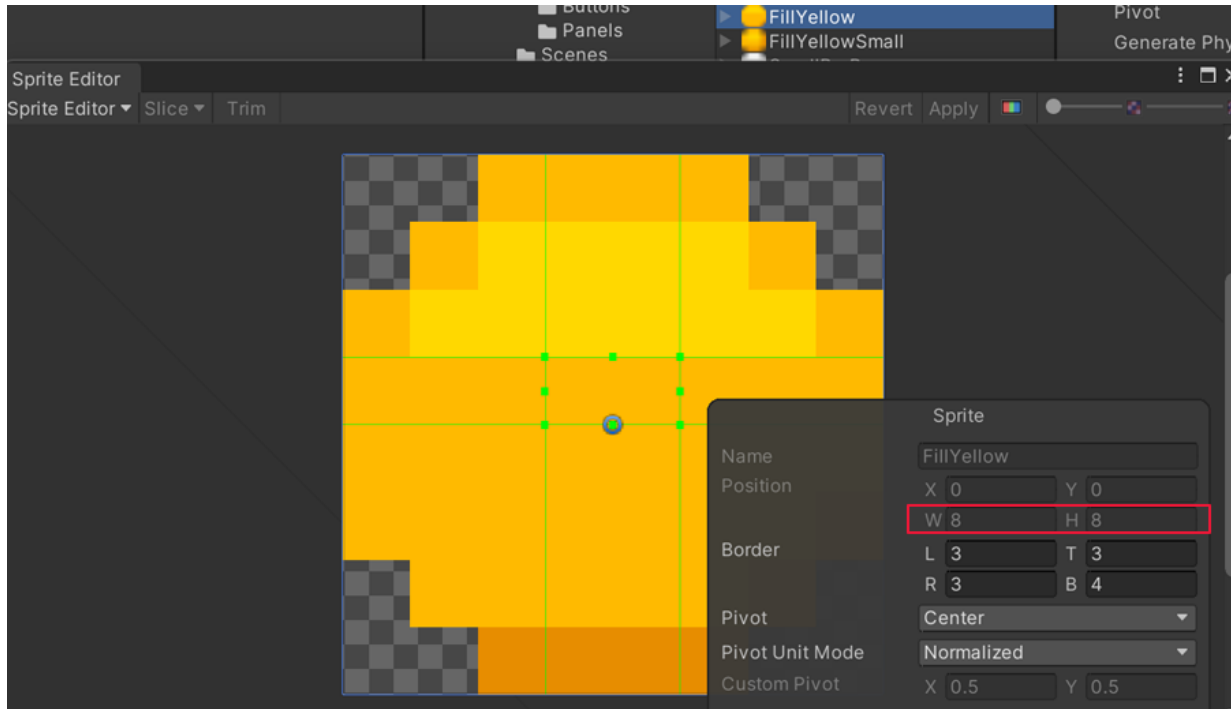 Buttons
Panels
Scenes
FillYellow
FillYellowSmall
Pivot
Generate Phy
Sprite Editor
Sprite Editor Slice Trim Revert Apply
Sprite
Name FillYellow
Position X 0 Y 0
W 8 H 8
Border L 3 T 3
R 3 B 4
Pivot Center
Pivot Unit Mode Normalized
Custom Pivot X 0.5 Y 0.5